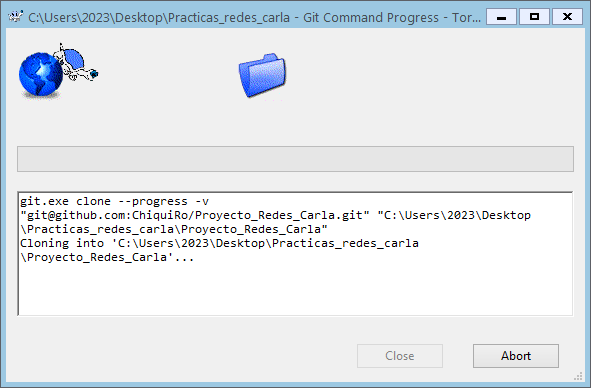 C:\Users\2023\Desktop\Practicas_redes_carla - Git Command Progress - Tor...
git.exe clone --progress -v
"git@github.com:ChiquiRo/Proyecto_Redes_Carla.git" "C:\Users\2023\Desktop
\Practicas_redes_carla\Proyecto_Redes_Carla"
Cloning into 'C:\Users\2023\Desktop\Practicas_redes_carla
\Proyecto_Redes_Carla'...
Close
Abort